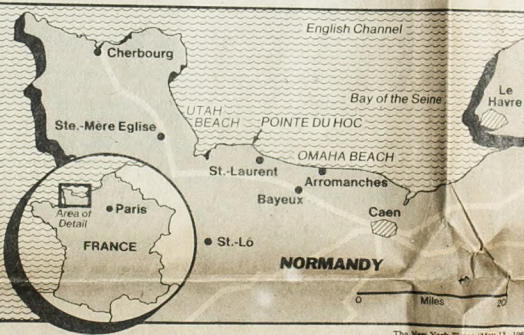 English Channel
Cherbourg
Bay of the Seine
Le
Havre
UTAH
BEACH
POINTE DU HOC
Ste.-Mère Eglise
OMAHA BEACH
St.-Laurent
Arromanches
Bayeux
Caen
Area of
Detail
Paris
FRANCE
St.-Lô
NORMANDY
0
Miles
20
The New York Times